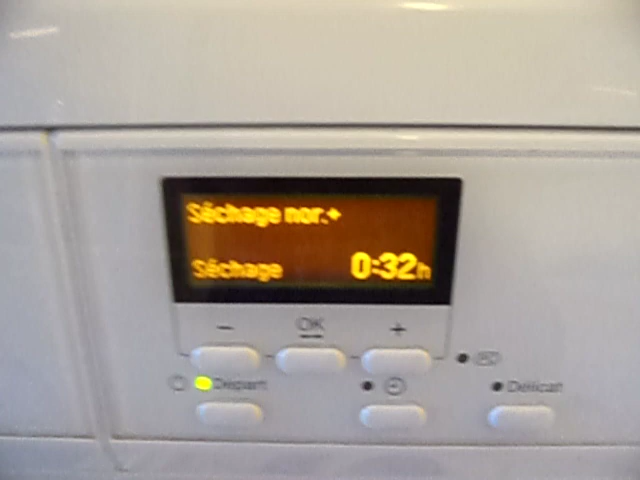 Séchage nor.+
Séchage 0:32h
- OK +
Départ
Délicat